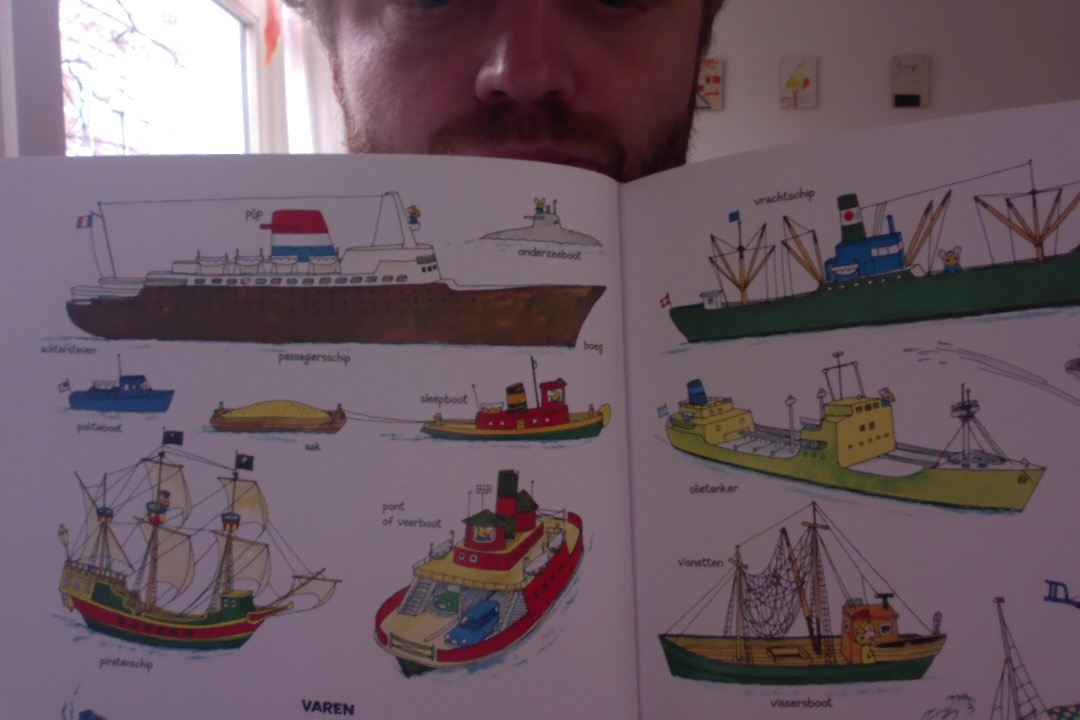 pijp
onderzeeboot
achtersteven
passagiersschip
boeg
politieboot
aak
sleepboot
piratenschip
pont
of veerboot
VAREN
vrachtschip
olietanker
visnetten
vissersboot